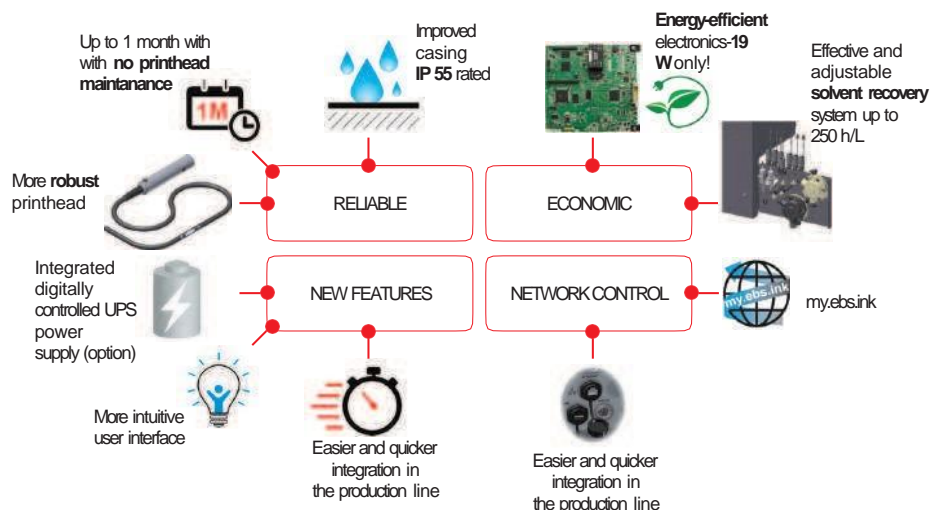 Up to 1 month with
with no printhead
maintanance
1M
Improved
casing
IP 55 rated
Energy-efficient
electronics-19
W only!
Effective and
adjustable
solvent recovery
system up to
250 h/L
More robust
printhead
RELIABLE
ECONOMIC
Integrated
digitally
controlled UPS
power
supply (option)
NEW FEATURES
NETWORK CONTROL
my.ebs.ink
my.ebs.ink
More intuitive
user interface
Easier and quicker
integration in
the production line
Easier and quicker
integration in
the production line